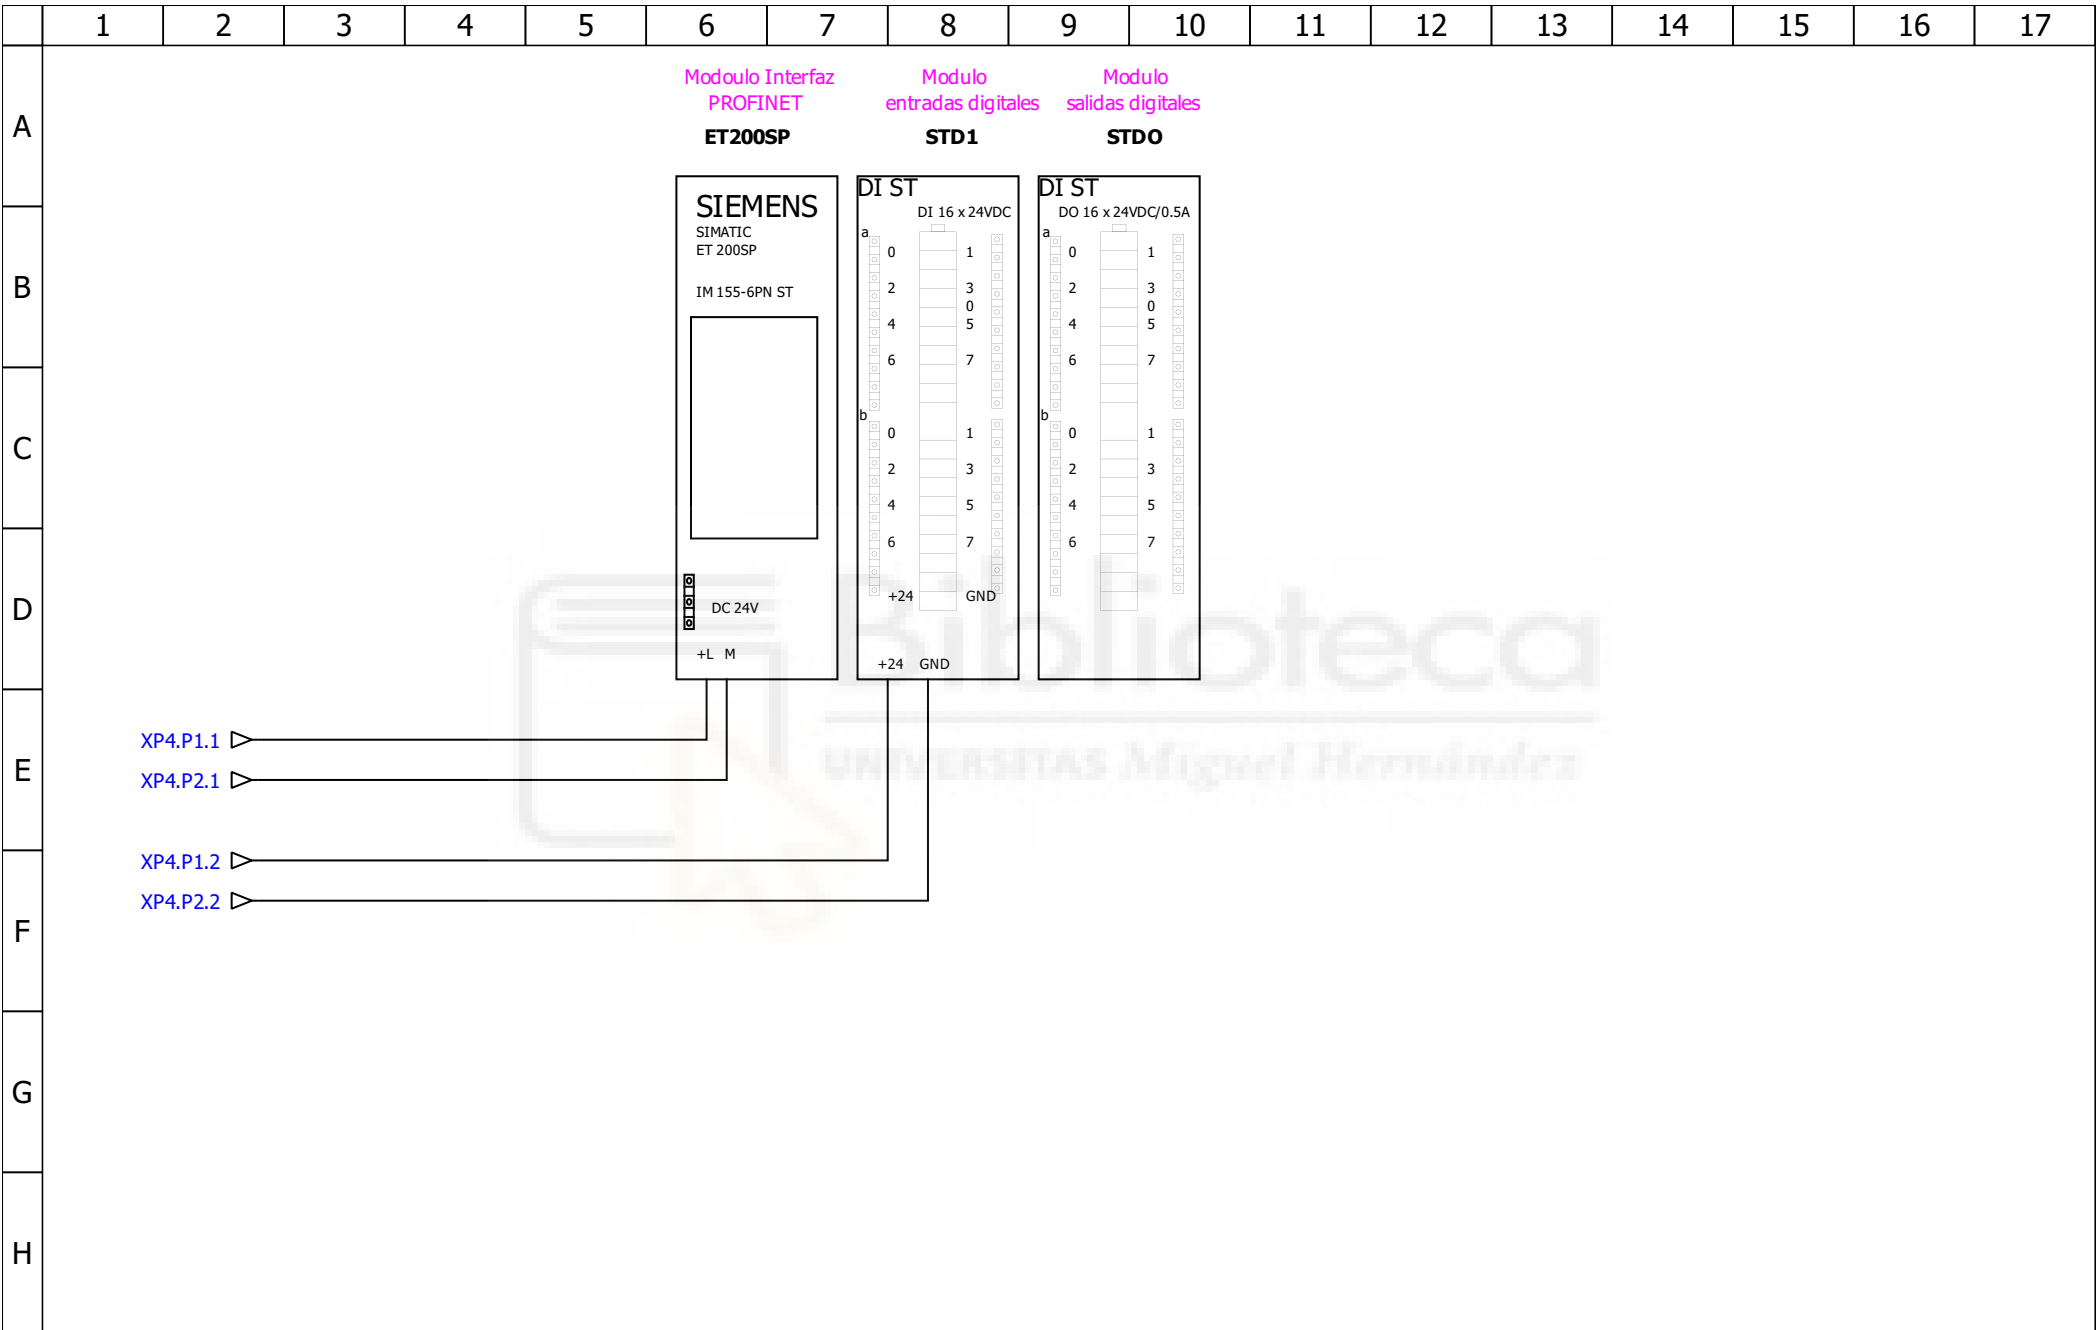 1 2 3 4 5 6 7 8 9 10 11 12 13 14 15 16 17
A
B
C
D
E
F
G
H
Modoulo Interfaz
PROFINET
ET200SP
Modulo
entradas digitales
STD1
Modulo
salidas digitales
STDO
SIEMENS
SIMATIC
ET 200SP
IM 155-6PN ST
DC 24V
+L M
DI ST
DI 16 x 24VDC
a
0 1
2 3
0
4 5
6 7
b
0 1
2 3
4 5
6 7
+24 GND
+24 GND
DI ST
DO 16 x 24VDC/0.5A
a
0 1
2 3
0
4 5
6 7
b
0 1
2 3
4 5
6 7
XP4.P1.1
XP4.P2.1
XP4.P1.2
XP4.P2.2
Biblioteca
UNIVERSITAS Miguel Hernández